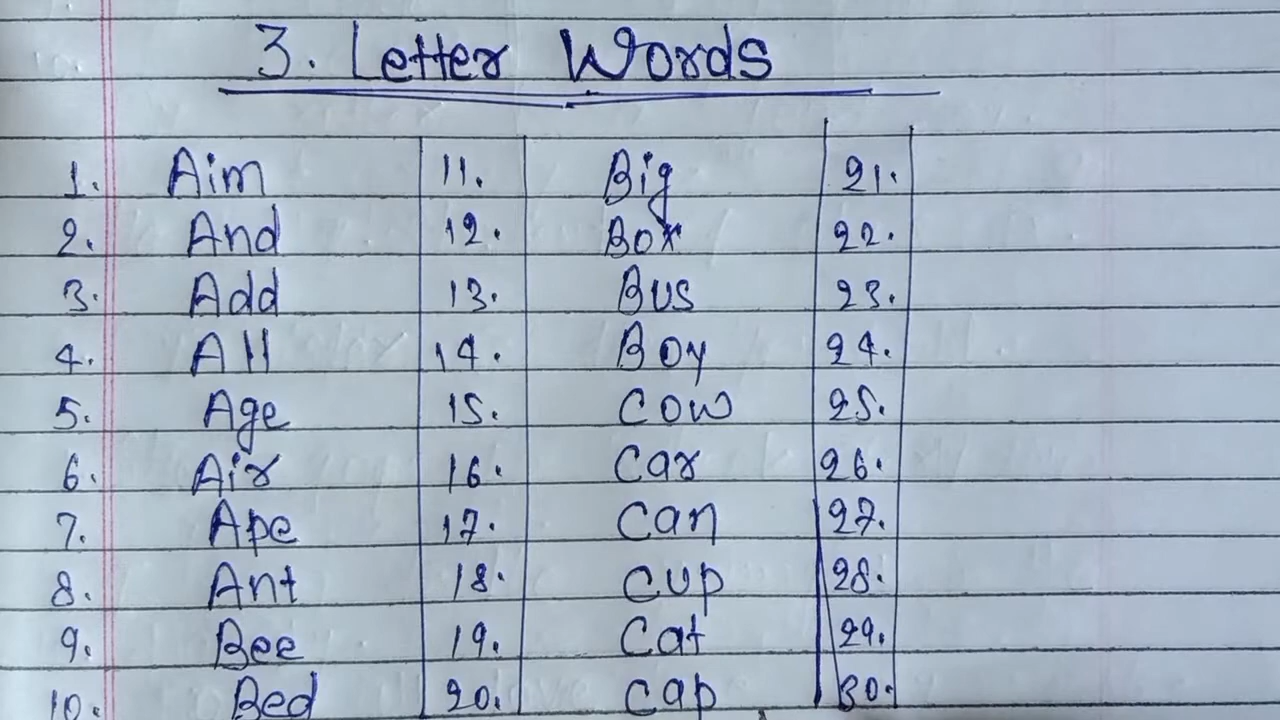 3. Letter Words
1. Aim 11. Big 21.
2. And 12. Box 22.
3. Add 13. Bus 23.
4. All 14. Boy 24.
5. Age 15. Cow 25.
6. Air 16. Car 26.
7. Ape 17. Can 27.
8. Ant 18. Cup 28.
9. Bee 19. Cat 29.
10. Bed 20. Cap 30.